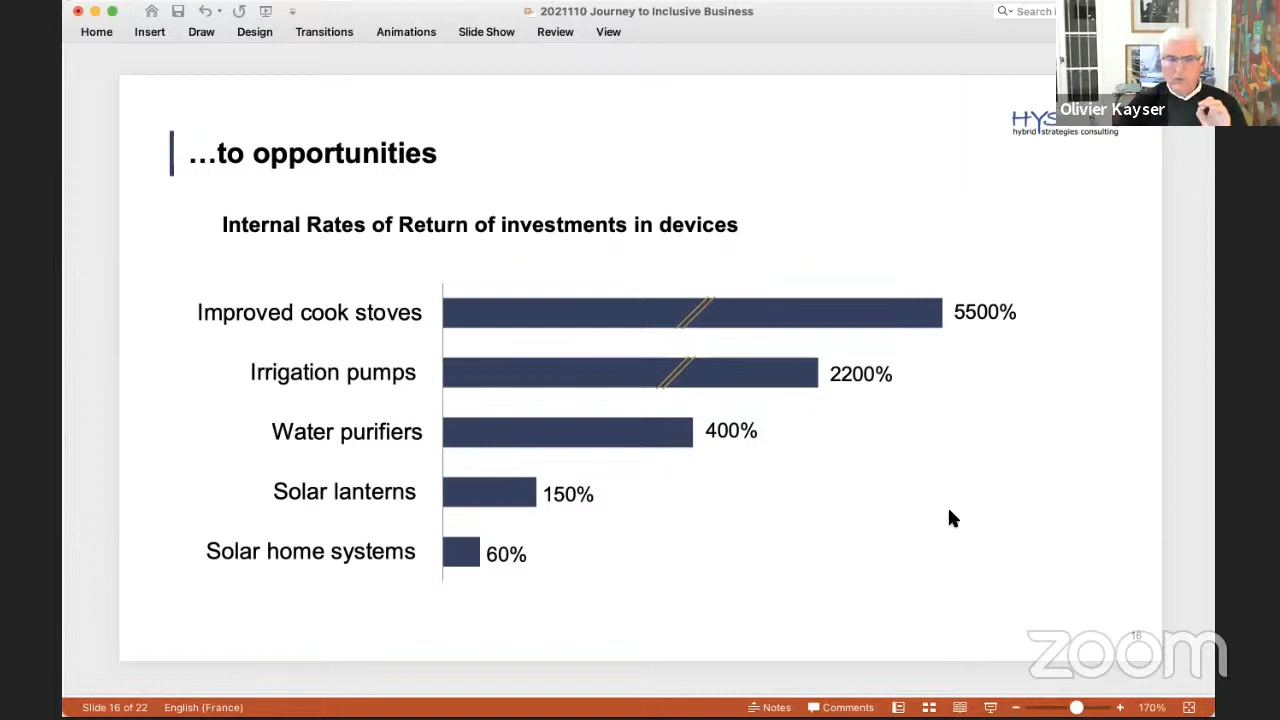 2021110 Journey to Inclusive Business
Search
Home Insert Draw Design Transitions Animations Slide Show Review View
Olivier Kayser
HYS
hybrid strategies consulting
...to opportunities
Internal Rates of Return of investments in devices
Improved cook stoves 5500%
Irrigation pumps 2200%
Water purifiers 400%
Solar lanterns 150%
Solar home systems 60%
16
zoom
Slide 16 of 22 English (France) Notes Comments 170%